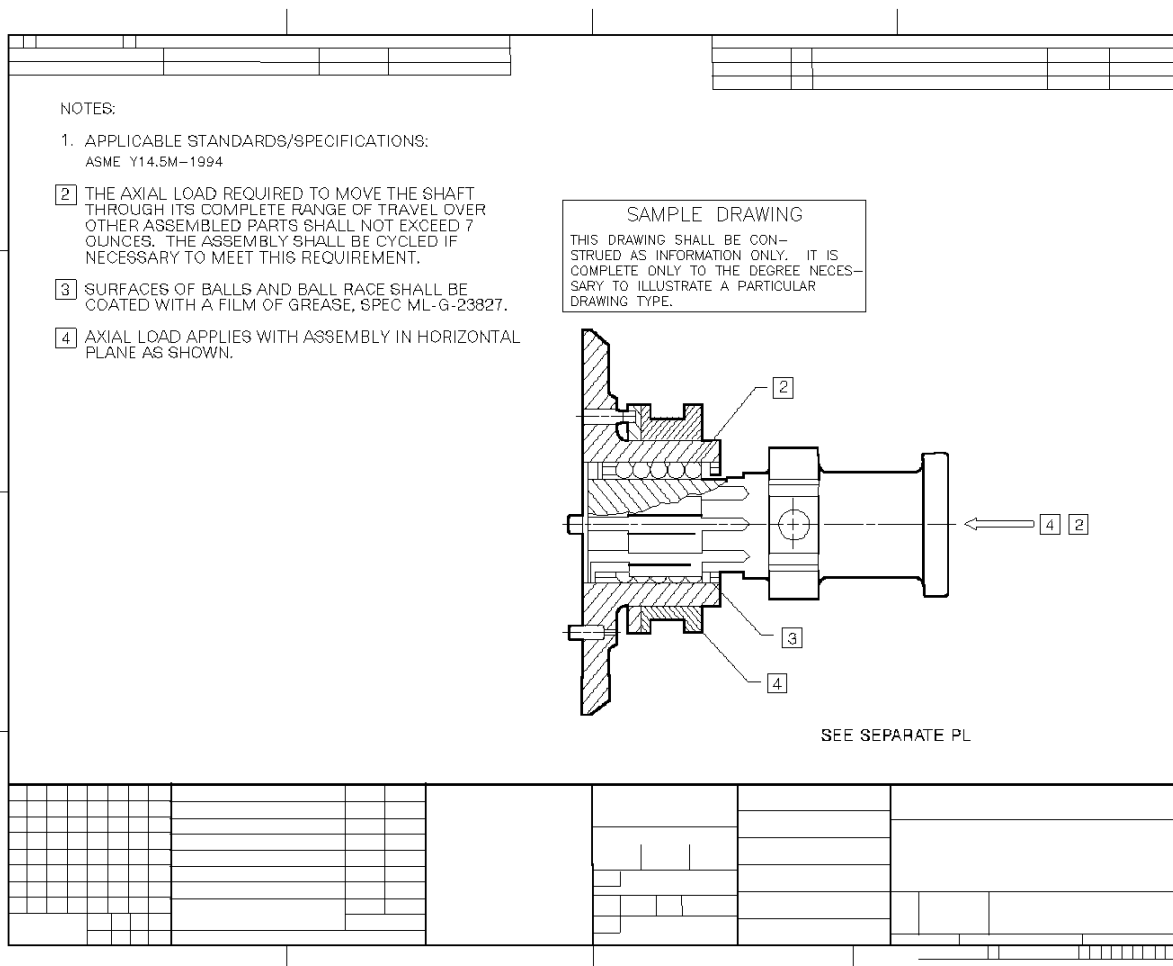 NOTES:
1. APPLICABLE STANDARDS/SPECIFICATIONS:
ASME Y14.5M-1994
2 THE AXIAL LOAD REQUIRED TO MOVE THE SHAFT
THROUGH ITS COMPLETE RANGE OF TRAVEL OVER
OTHER ASSEMBLED PARTS SHALL NOT EXCEED 7
OUNCES. THE ASSEMBLY SHALL BE CYCLED IF
NECESSARY TO MEET THIS REQUIREMENT.
3 SURFACES OF BALLS AND BALL RACE SHALL BE
COATED WITH A FILM OF GREASE, SPEC ML-G-23827.
4 AXIAL LOAD APPLIES WITH ASSEMBLY IN HORIZONTAL
PLANE AS SHOWN.
SAMPLE DRAWING
THIS DRAWING SHALL BE CON-
STRUED AS INFORMATION ONLY. IT IS
COMPLETE ONLY TO THE DEGREE NECES-
SARY TO ILLUSTRATE A PARTICULAR
DRAWING TYPE.
2
4 2
3
4
SEE SEPARATE PL